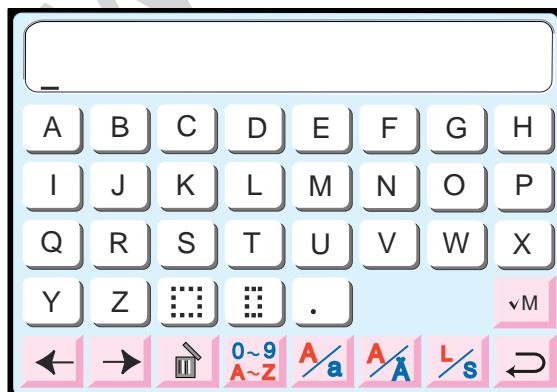 _
A B C D E F G H
I J K L M N O P
Q R S T U V W X
Y Z . √M
0~9
A~Z
A/a A/Ä L/S